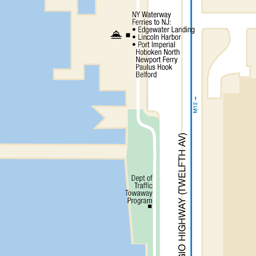 NY Waterway
Ferries to NJ:
• Edgewater Landing
• Lincoln Harbor
• Port Imperial
Hoboken North
Newport Ferry
Paulus Hook
Belford
M12
Dept of
Traffic
Towaway
Program
GIO HIGHWAY (TWELFTH AV)